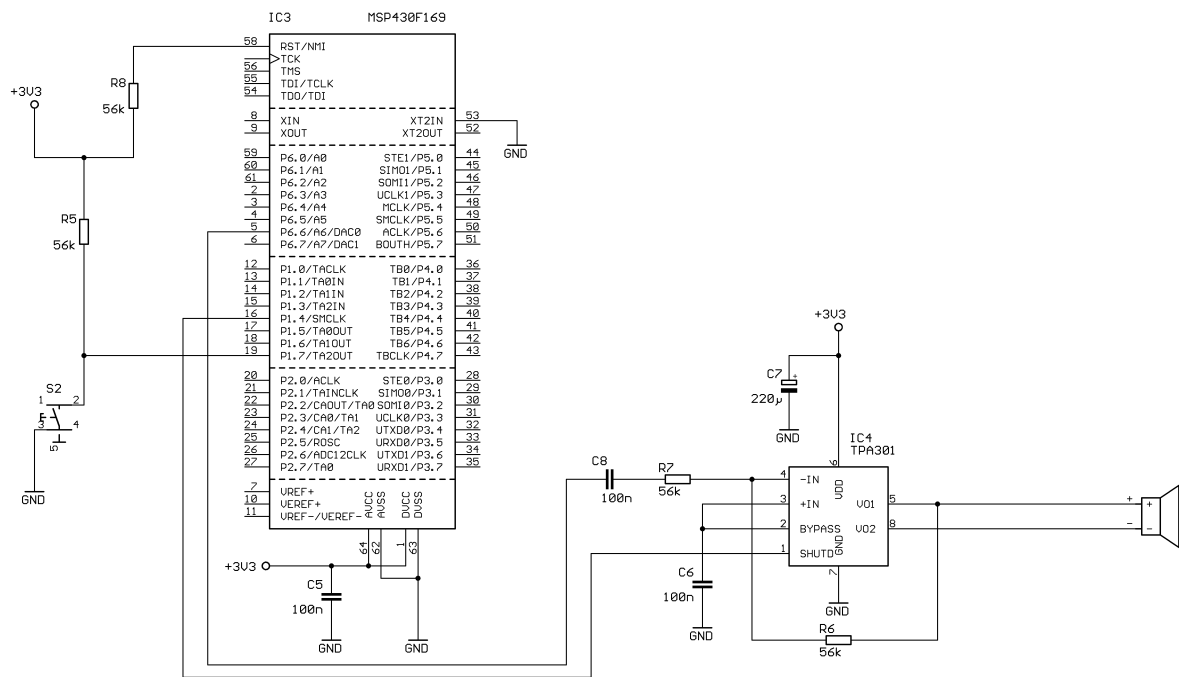 IC3 MSP430F169
58 RST/NMI
TCK
56 TMS
55 TDI/TCLK
54 TDO/TDI
R8
56k
+3V3
8 XIN XT2IN 53
9 XOUT XT2OUT 52
GND
59 P6.0/A0 STE1/P5.0 44
60 P6.1/A1 SIMO1/P5.1 45
61 P6.2/A2 SOMI1/P5.2 46
2 P6.3/A3 UCLK1/P5.3 47
3 P6.4/A4 MCLK/P5.4 48
4 P6.5/A5 SMCLK/P5.5 49
5 P6.6/A6/DAC0 ACLK/P5.6 50
6 P6.7/A7/DAC1 BOUTH/P5.7 51
R5
56k
12 P1.0/TACLK TB0/P4.0 36
13 P1.1/TA0IN TB1/P4.1 37
14 P1.2/TA1IN TB2/P4.2 38
15 P1.3/TA2IN TB3/P4.3 39
16 P1.4/SMCLK TB4/P4.4 40
17 P1.5/TA0OUT TB5/P4.5 41
18 P1.6/TA1OUT TB6/P4.6 42
19 P1.7/TA2OUT TBCLK/P4.7 43
20 P2.0/ACLK STE0/P3.0 28
21 P2.1/TAINCLK SIMO0/P3.1 29
22 P2.2/CAOUT/TA0 SOMI0/P3.2 30
23 P2.3/CA0/TA1 UCLK0/P3.3 31
24 P2.4/CA1/TA2 UTXD0/P3.4 32
25 P2.5/ROSC URXD0/P3.5 33
26 P2.6/ADC12CLK UTXD1/P3.6 34
27 P2.7/TA0 URXD1/P3.7 35
S2
1 2
3 4
5
GND
7 VREF+
10 VEREF+
11 VREF-/VEREF-
AVCC AVSS DVCC DVSS
64 62 1 63
+3V3
C5
100n
GND
GND
+3V3
C7 +
220µ
GND
IC4
TPA301
C8
100n
R7
56k
4 -IN
3 +IN
2 BYPASS
1 SHUTD
6 VDD
GND 7
VO1 5
VO2 8
+ +
- -
C6
100n
GND
GND
R6
56k